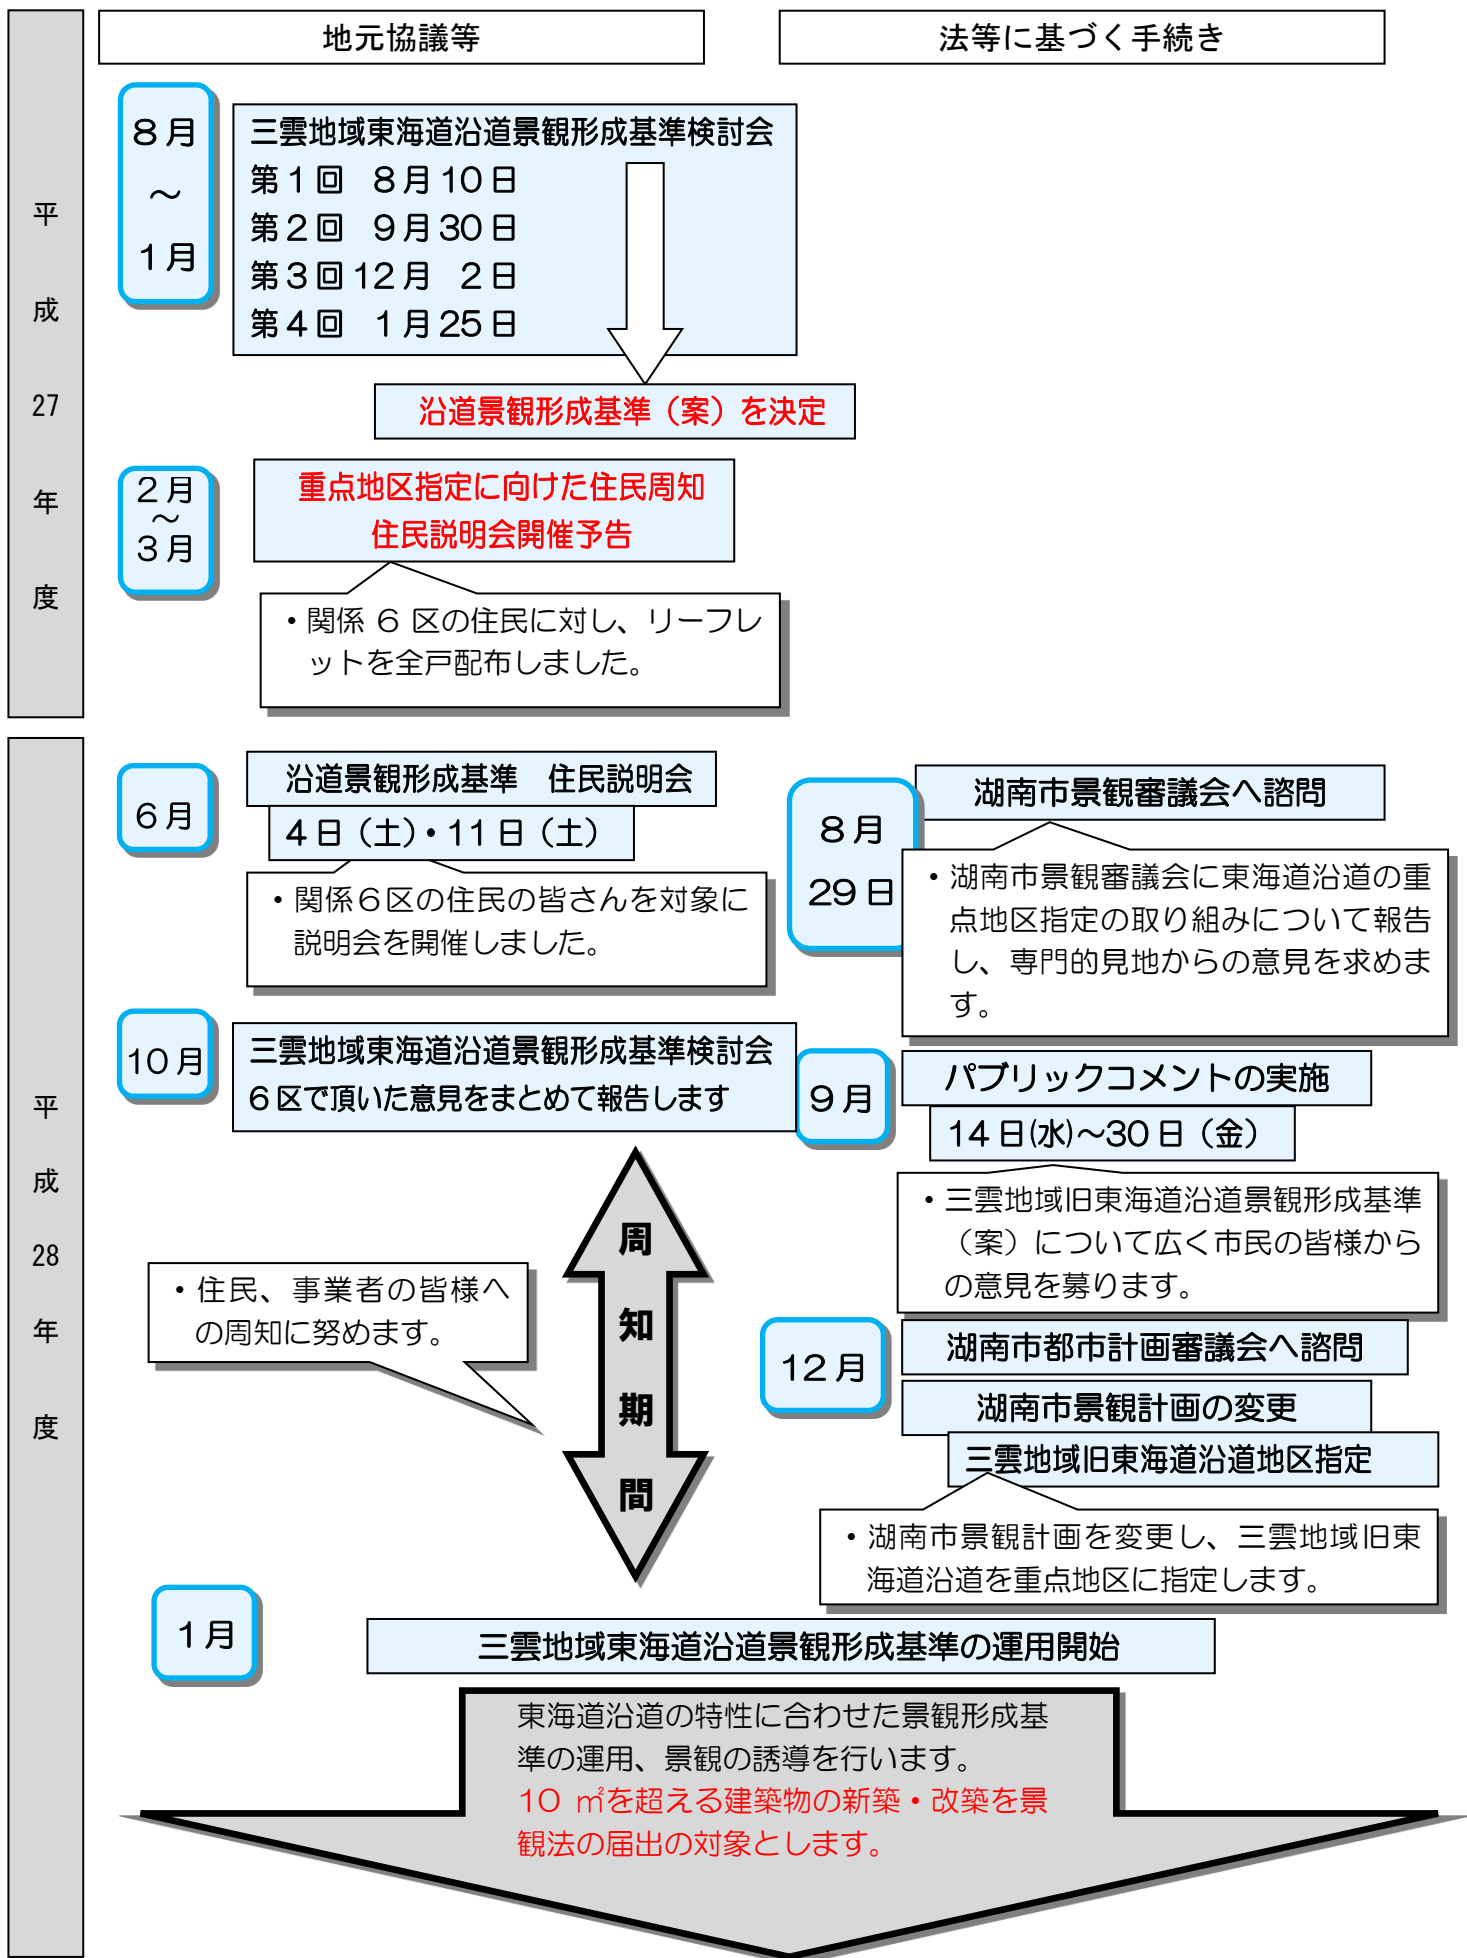 地元協議等
法等に基づく手続き
平成27年度
8月
～
1月
三雲地域東海道沿道景観形成基準検討会
第1回 8月10日
第2回 9月30日
第3回12月 2日
第4回 1月25日
沿道景観形成基準（案）を決定
2月
～
3月
重点地区指定に向けた住民周知
住民説明会開催予告
・関係 6 区の住民に対し、リーフレ
ットを全戸配布しました。
平成28年度
6月
沿道景観形成基準　住民説明会
4日（土）・11日（土）
・関係6区の住民の皆さんを対象に
説明会を開催しました。
8月
29日
湖南市景観審議会へ諮問
・湖南市景観審議会に東海道沿道の重
点地区指定の取り組みについて報告
し、専門的見地からの意見を求めま
す。
10月
三雲地域東海道沿道景観形成基準検討会
6区で頂いた意見をまとめて報告します
9月
パブリックコメントの実施
14日(水)～30日（金）
・三雲地域旧東海道沿道景観形成基準
（案）について広く市民の皆様から
の意見を募ります。
周知期間
・住民、事業者の皆様へ
の周知に努めます。
12月
湖南市都市計画審議会へ諮問
湖南市景観計画の変更
三雲地域旧東海道沿道地区指定
・湖南市景観計画を変更し、三雲地域旧東
海道沿道を重点地区に指定します。
1月
三雲地域東海道沿道景観形成基準の運用開始
東海道沿道の特性に合わせた景観形成基
準の運用、景観の誘導を行います。
10 ㎡を超える建築物の新築・改築を景
観法の届出の対象とします。